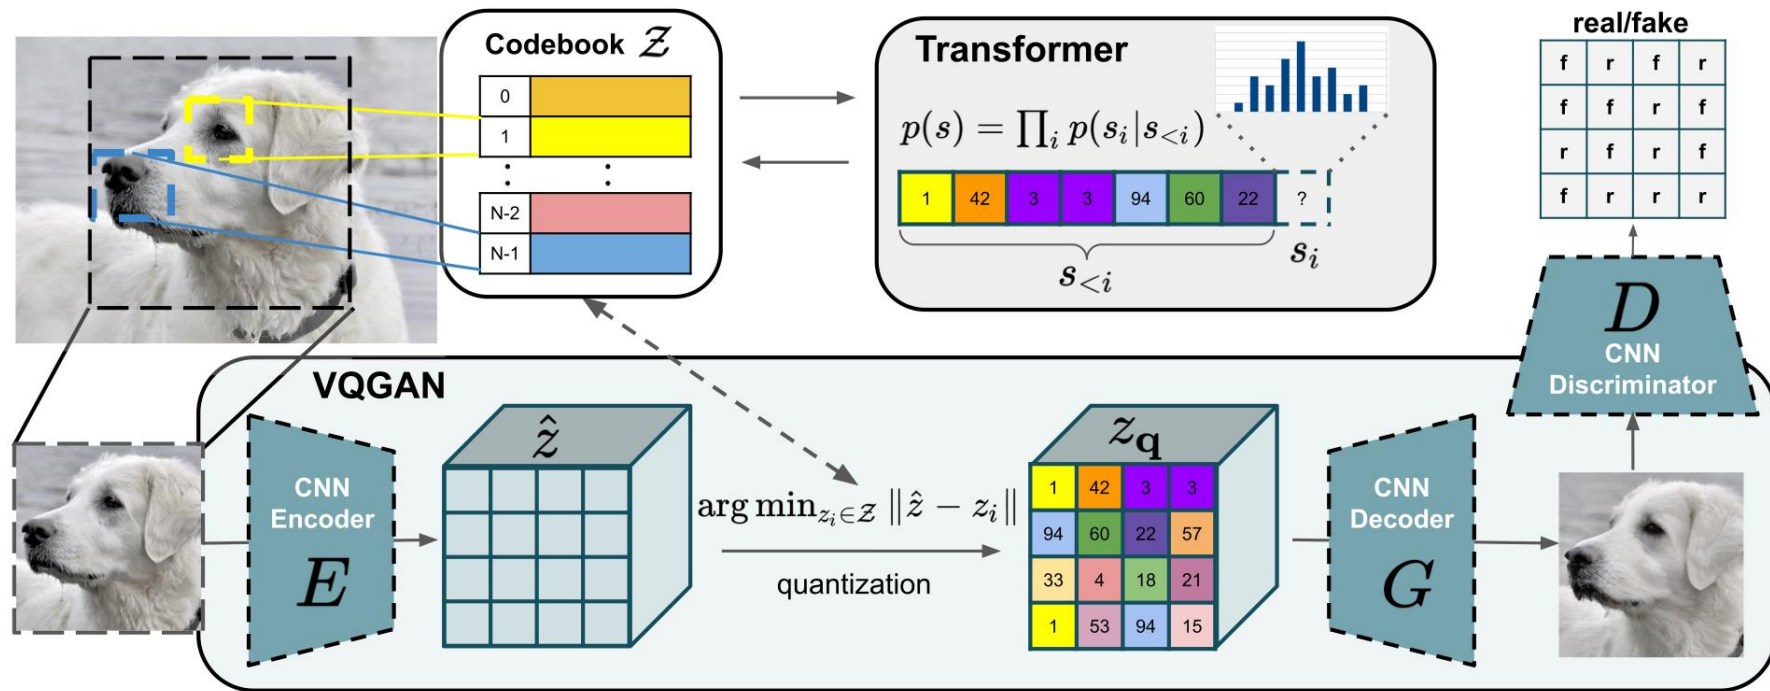 Codebook 𝒵
0
1
: :
N-2
N-1
Transformer
p(s) = ∏ᵢ p(sᵢ|s<ᵢ)
1 42 3 3 94 60 22 ?
s<ᵢ
sᵢ
real/fake
f r f r
f f r f
r f r f
f r r r
D
CNN
Discriminator
VQGAN
CNN
Encoder
E
ẑ
arg min_{zᵢ∈𝒵} ‖ẑ − zᵢ‖
quantization
z_q
1 42 3 3
94 60 22 57
33 4 18 21
1 53 94 15
CNN
Decoder
G